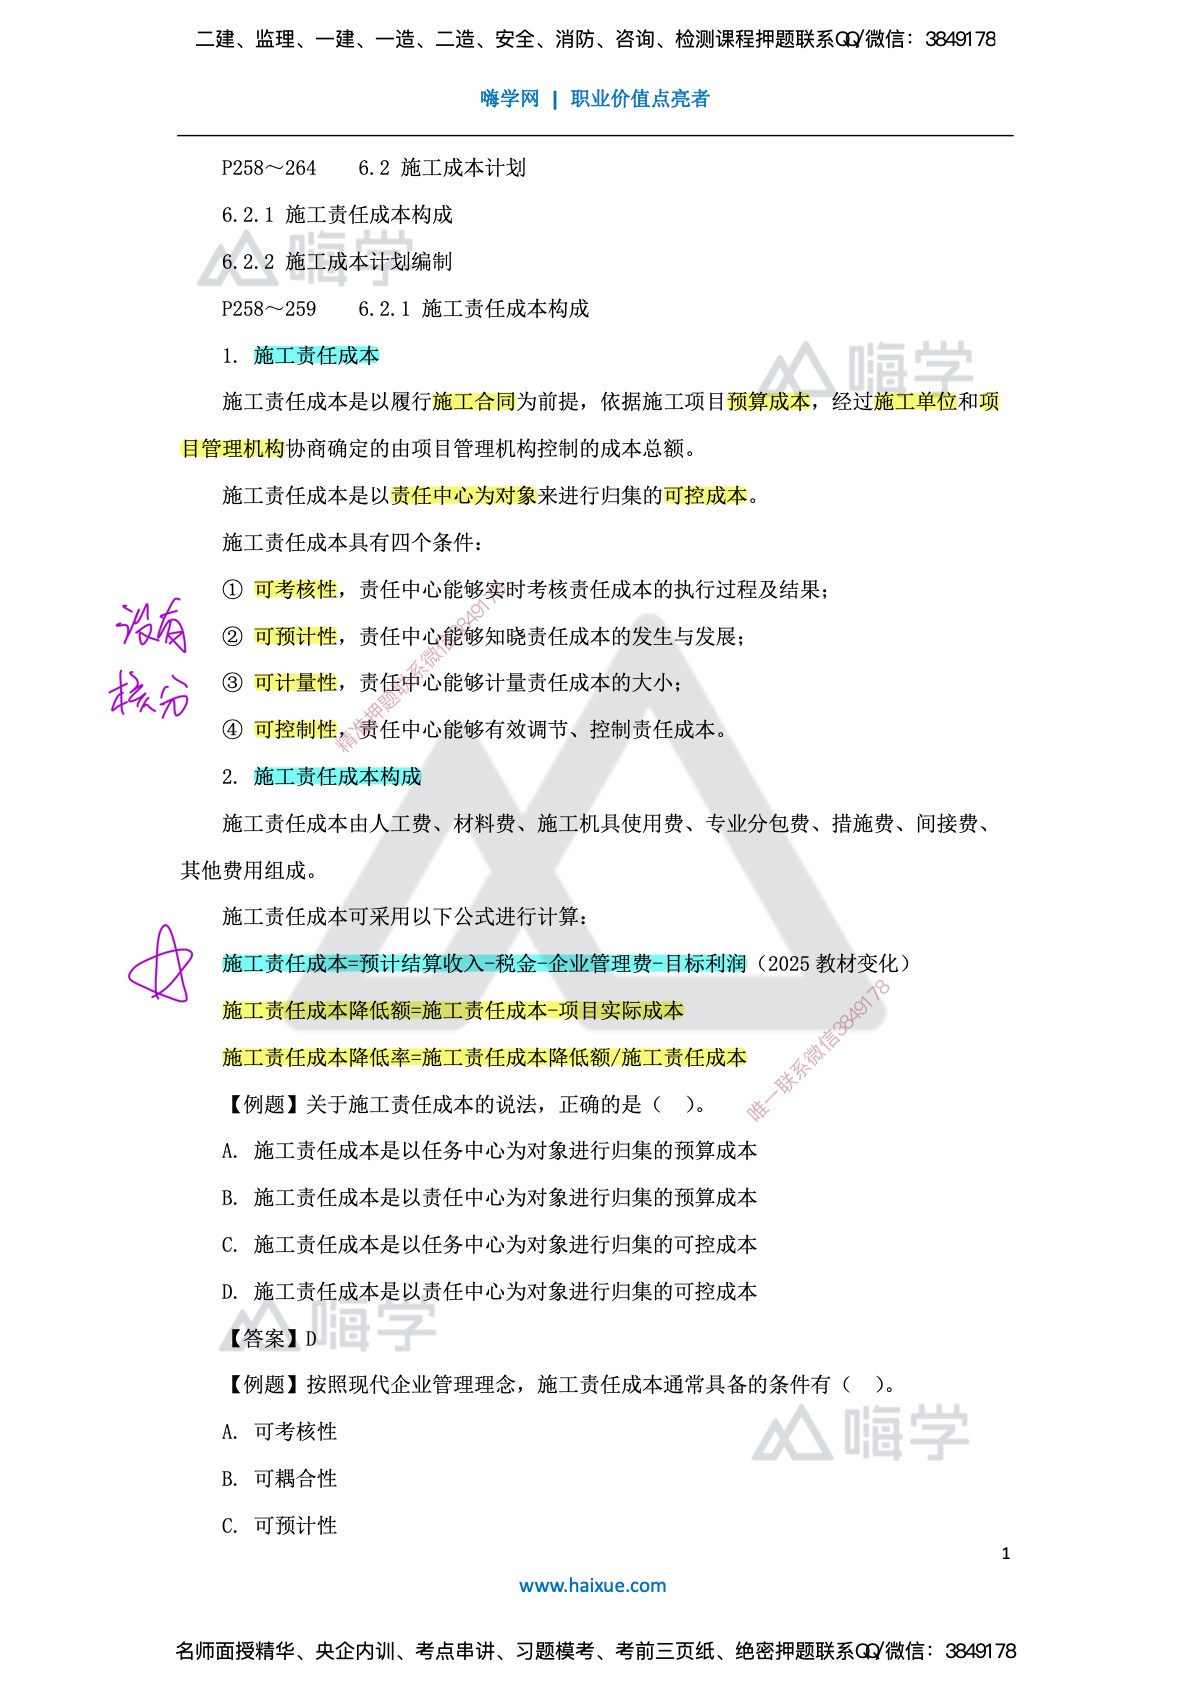 二建、监理、一建、一造、二造、安全、消防、咨询、检测课程押题联系QQ/微信：3849178
嗨学网 | 职业价值点亮者
P258～264 6.2 施工成本计划
6.2.1 施工责任成本构成
嗨学
6.2.2 施工成本计划编制
P258～259 6.2.1 施工责任成本构成
1. 施工责任成本
嗨学
施工责任成本是以履行施工合同为前提，依据施工项目预算成本，经过施工单位和项
目管理机构协商确定的由项目管理机构控制的成本总额。
施工责任成本是以责任中心为对象来进行归集的可控成本。
施工责任成本具有四个条件：
① 可考核性，责任中心能够实时考核责任成本的执行过程及结果；
没有
② 可预计性，责任中心能够知晓责任成本的发生与发展；
核分
③ 可计量性，责任中心能够计量责任成本的大小；
④ 可控制性，责任中心能够有效调节、控制责任成本。
精准押题联系微信3849178
2. 施工责任成本构成
施工责任成本由人工费、材料费、施工机具使用费、专业分包费、措施费、间接费、
其他费用组成。
施工责任成本可采用以下公式进行计算：
施工责任成本=预计结算收入-税金-企业管理费-目标利润（2025 教材变化）
施工责任成本降低额=施工责任成本-项目实际成本
施工责任成本降低率=施工责任成本降低额/施工责任成本
唯一联系微信3849178
【例题】关于施工责任成本的说法，正确的是（ ）。
A. 施工责任成本是以任务中心为对象进行归集的预算成本
B. 施工责任成本是以责任中心为对象进行归集的预算成本
C. 施工责任成本是以任务中心为对象进行归集的可控成本
D. 施工责任成本是以责任中心为对象进行归集的可控成本
嗨学
【答案】D
【例题】按照现代企业管理理念，施工责任成本通常具备的条件有（ ）。
嗨学
A. 可考核性
B. 可耦合性
C. 可预计性
1
www.haixue.com
名师面授精华、央企内训、考点串讲、习题模考、考前三页纸、绝密押题联系QQ/微信：3849178